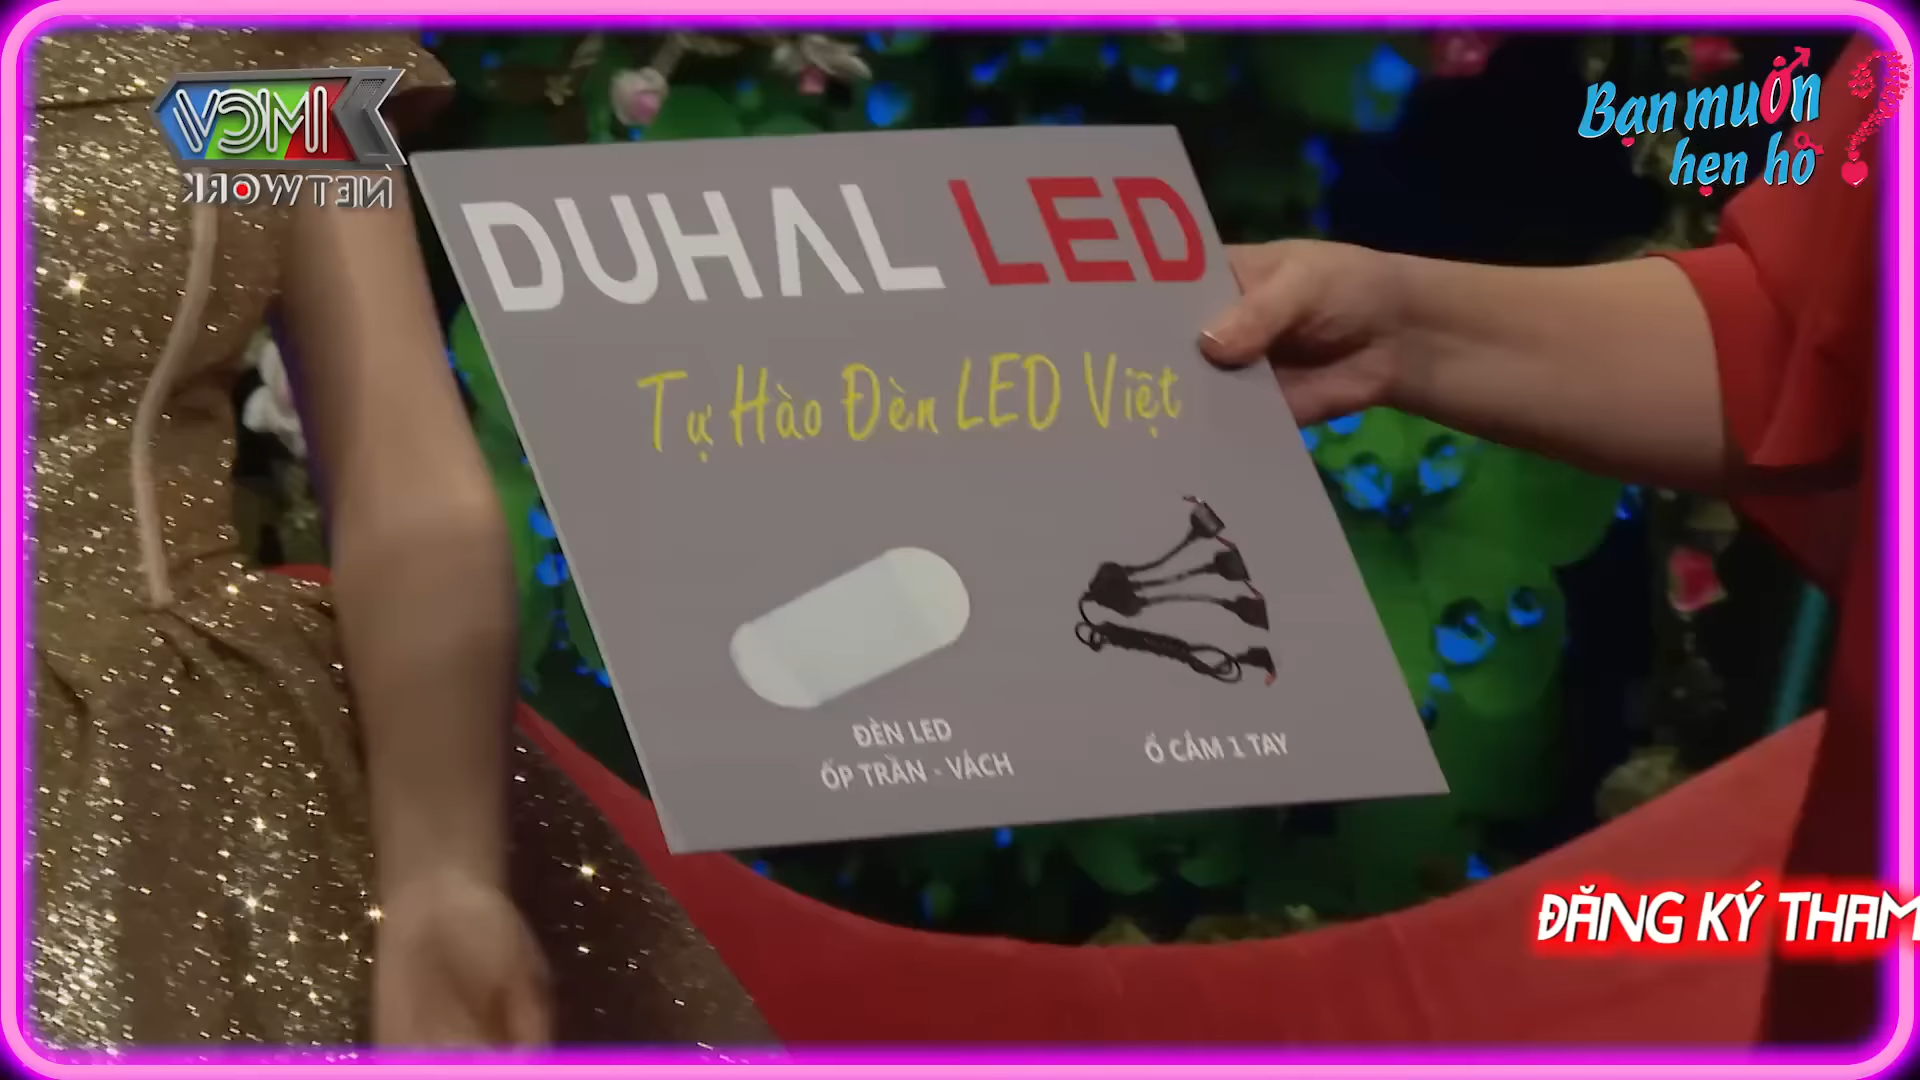 MCV
NETWORK
Bạn muốn
hẹn hò
?
DUHAL LED
Tự Hào Đèn LED Việt
ĐÈN LED
ỐP TRẦN - VÁCH
Ổ CẮM 1 TAY
ĐĂNG KÝ THAM